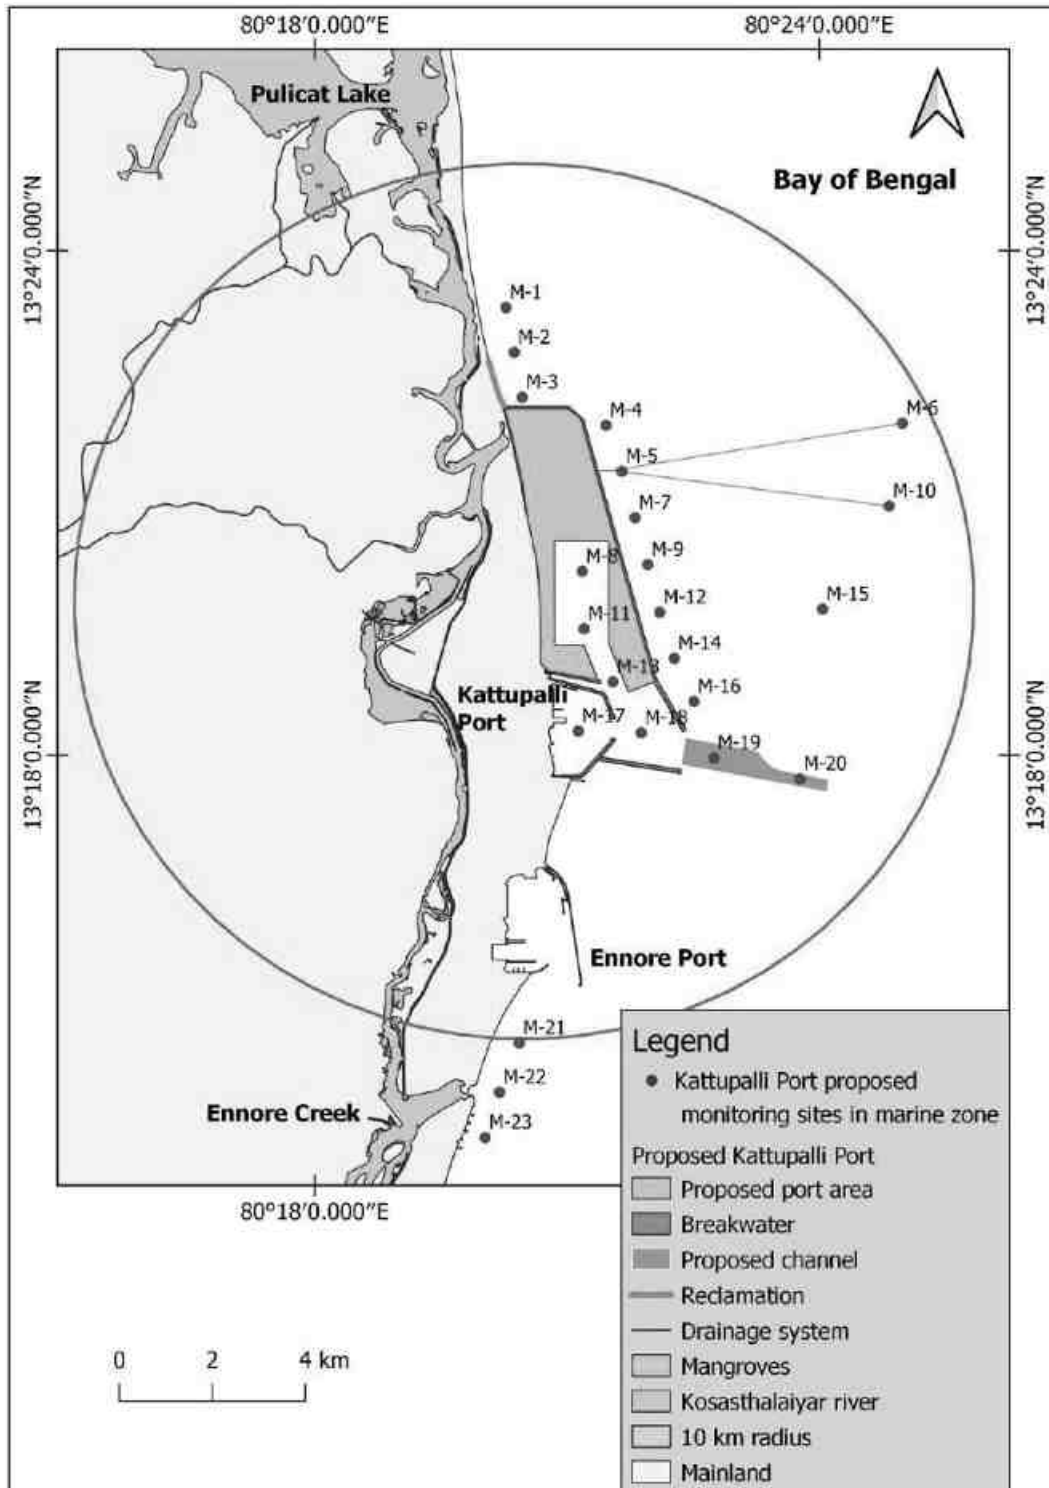 80°18′0.000″E
80°24′0.000″E
Pulicat Lake
Bay of Bengal
13°24′0.000″N
13°24′0.000″N
M-1
M-2
M-3
M-4
M-6
M-5
M-10
M-7
M-9
M-8
M-15
M-12
M-11
M-14
M-13
Kattupalli
Port
M-16
M-17
M-18
13°18′0.000″N
13°18′0.000″N
M-19
M-20
Ennore Port
M-21
M-22
Ennore Creek
M-23
80°18′0.000″E
0 2 4 km
Legend
Kattupalli Port proposed
monitoring sites in marine zone
Proposed Kattupalli Port
Proposed port area
Breakwater
Proposed channel
Reclamation
Drainage system
Mangroves
Kosasthalaiyar river
10 km radius
Mainland